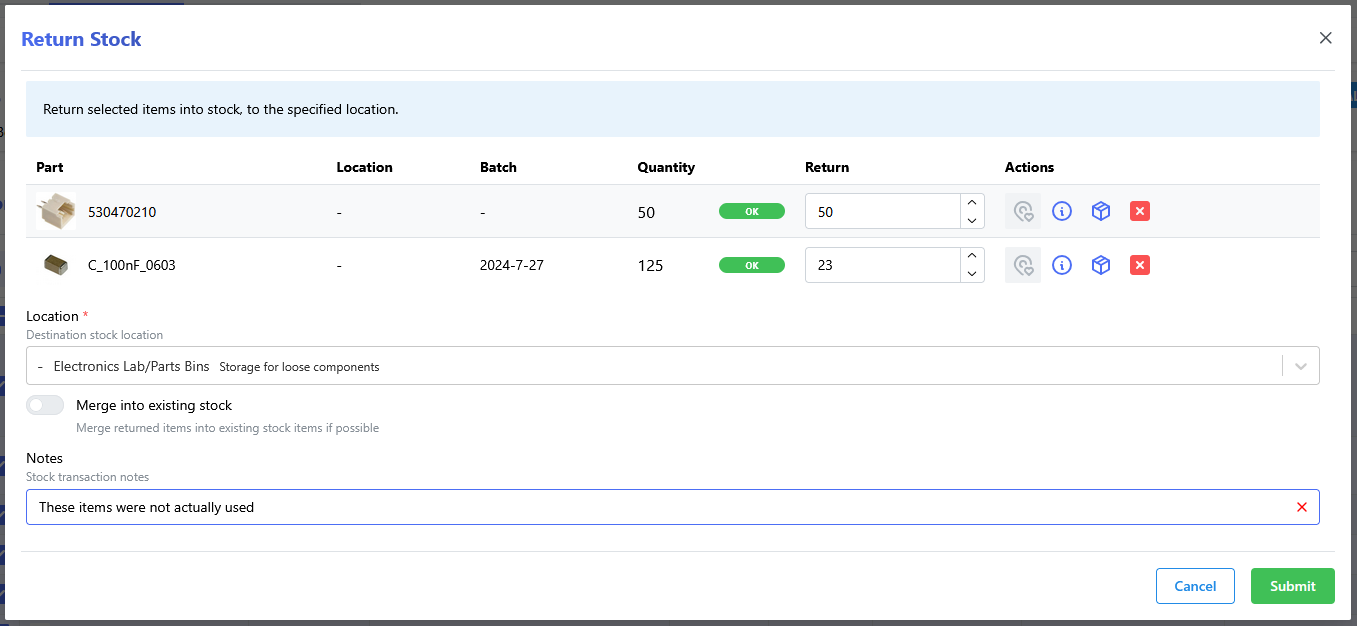 Return Stock
Return selected items into stock, to the specified location.
Part Location Batch Quantity Return Actions
530470210 - - 50 OK 50
C_100nF_0603 - 2024-7-27 125 OK 23
Location *
Destination stock location
- Electronics Lab/Parts Bins Storage for loose components
Merge into existing stock
Merge returned items into existing stock items if possible
Notes
Stock transaction notes
These items were not actually used
Cancel Submit